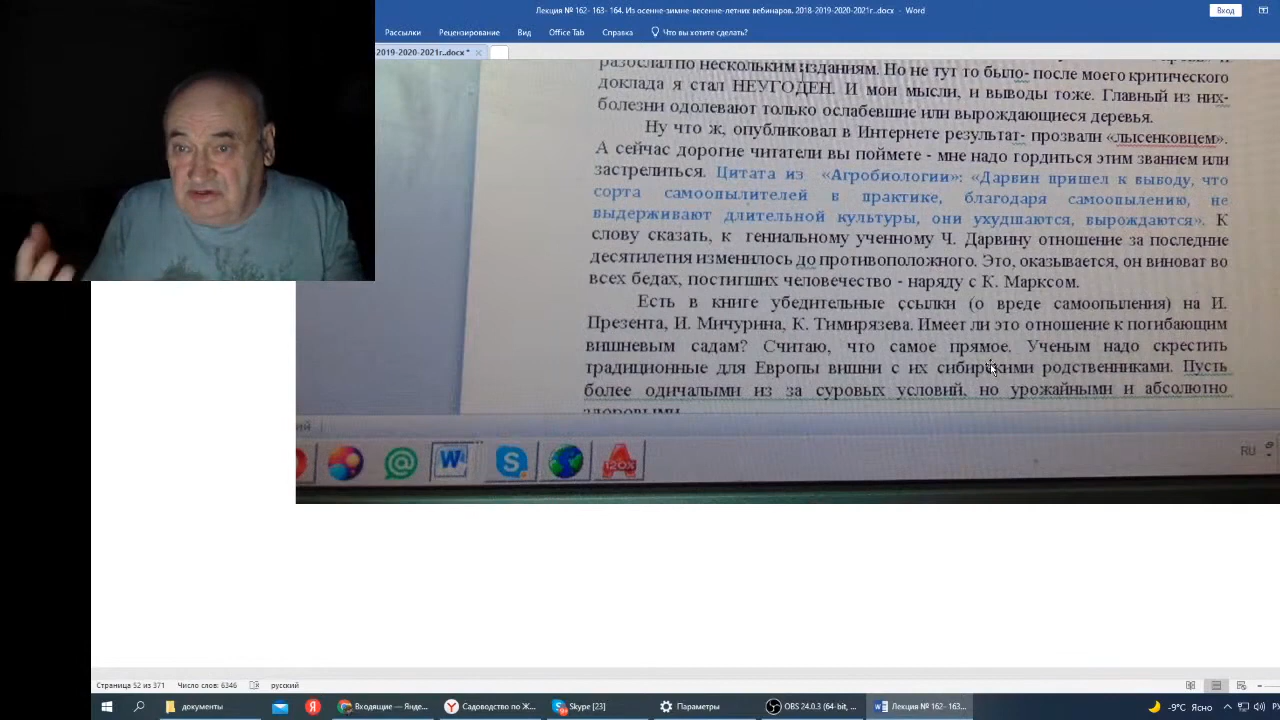 Лекция № 162- 163- 164. Из осенне-зимне-весенне-летних вебинаров. 2018-2019-2020-2021г...docx - Word
Вход
Рассылки Рецензирование Вид Office Tab Справка Что вы хотите сделать?
2019-2020-2021г...docx *
разослал по нескольким изданиям. Но не тут то было- после моего критического
доклада я стал НЕУГОДЕН. И мои мысли, и выводы тоже. Главный из них-
болезни одолевают только ослабевшие или вырождающиеся деревья.
Ну что ж, опубликовал в Интернете результат- прозвали «лысенковцем».
А сейчас дорогие читатели вы поймете - мне надо гордиться этим званием или
застрелиться. Цитата из «Агробиологии»: «Дарвин пришел к выводу, что
сорта самоопылителей в практике, благодаря самоопылению, не
выдерживают длительной культуры, они ухудшаются, вырождаются». К
слову сказать, к гениальному ученному Ч. Дарвину отношение за последние
десятилетия изменилось до противоположного. Это, оказывается, он виноват во
всех бедах, постигших человечество - наряду с К. Марксом.
Есть в книге убедительные ссылки (о вреде самоопыления) на И.
Презента, И. Мичурина, К. Тимирязева. Имеет ли это отношение к погибающим
вишневым садам? Считаю, что самое прямое. Ученым надо скрестить
традиционные для Европы вишни с их сибирскими родственниками. Пусть
более одичалыми из за суровых условий, но урожайными и абсолютно
здоровыми
120X
RU
Страница 52 из 371 Число слов: 6346 русский
документы Входящие — Янде... Садоводство по Ж... Skype [23] Параметры OBS 24.0.3 (64-bit, ... Лекция № 162- 163... -9°C Ясно